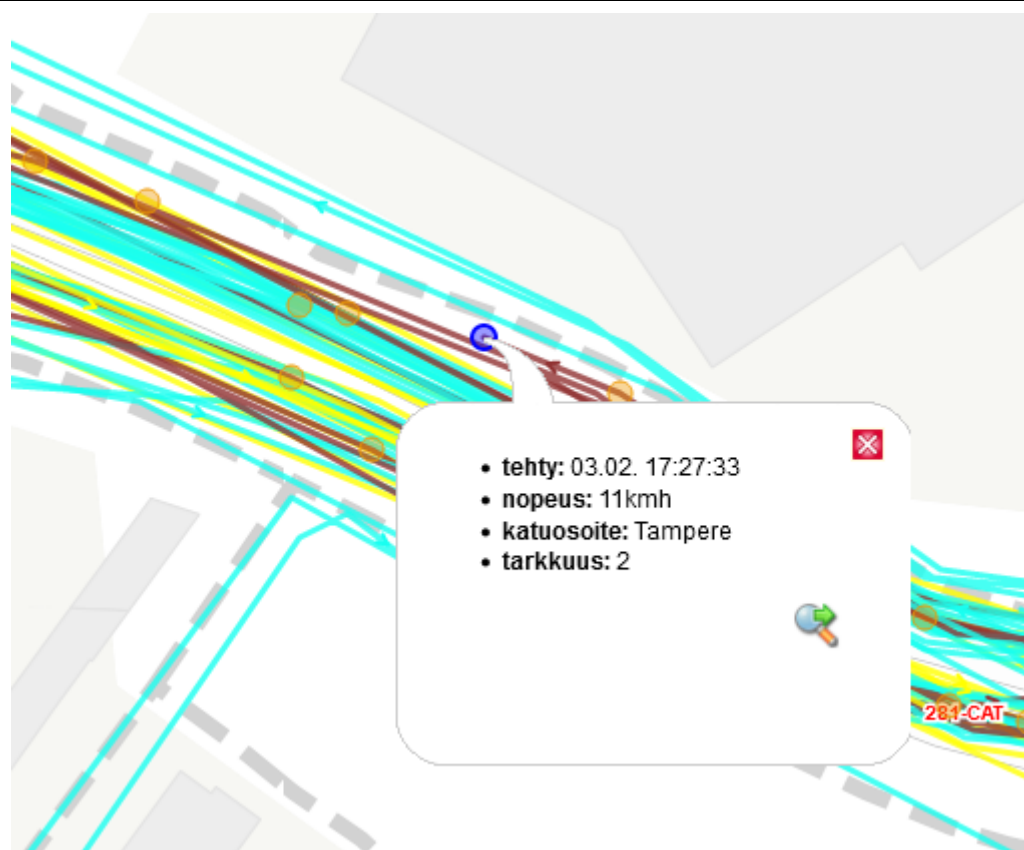 tehty: 03.02. 17:27:33
nopeus: 11kmh
katuosoite: Tampere
tarkkuus: 2
281-CAT